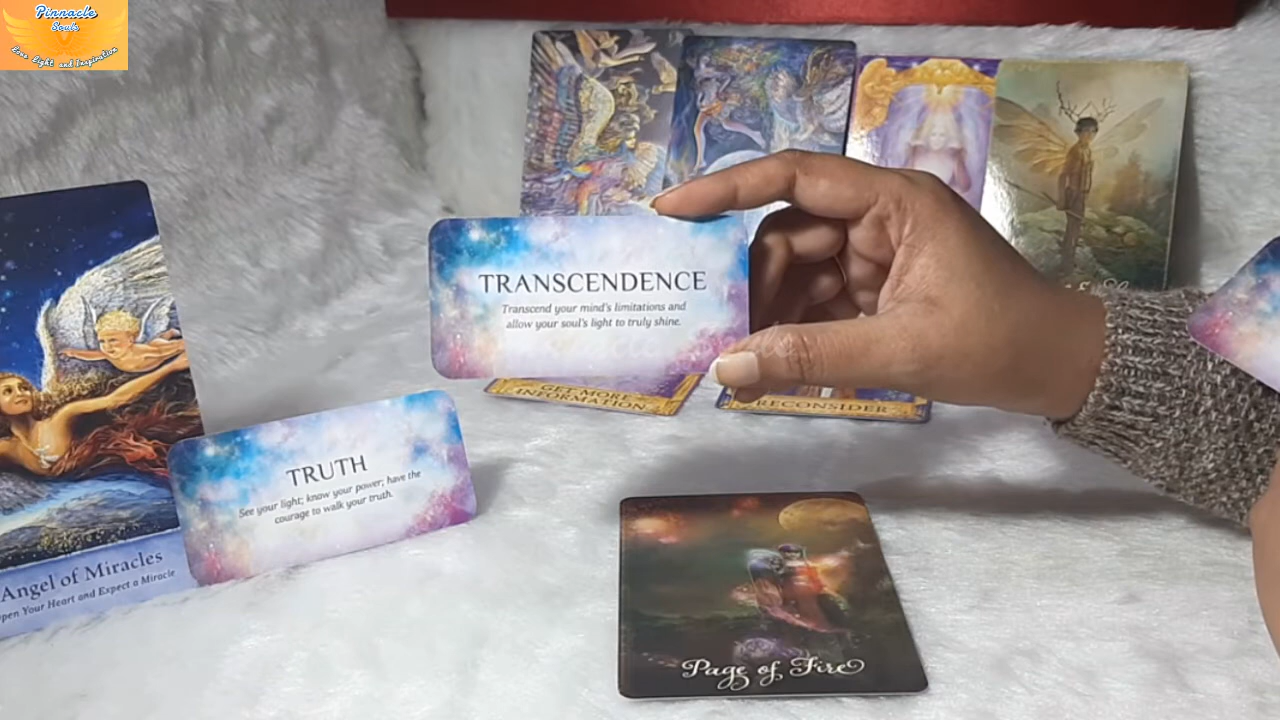 Pinnacle
Souls
Love Light and Inspiration
TRANSCENDENCE
Transcend your mind's limitations and
allow your soul's light to truly shine.
GET MORE
INFORMATION
RECONSIDER
TRUTH
See your light; know your power; have the
courage to walk your truth.
Angel of Miracles
Open Your Heart and Expect a Miracle
Page of Fire